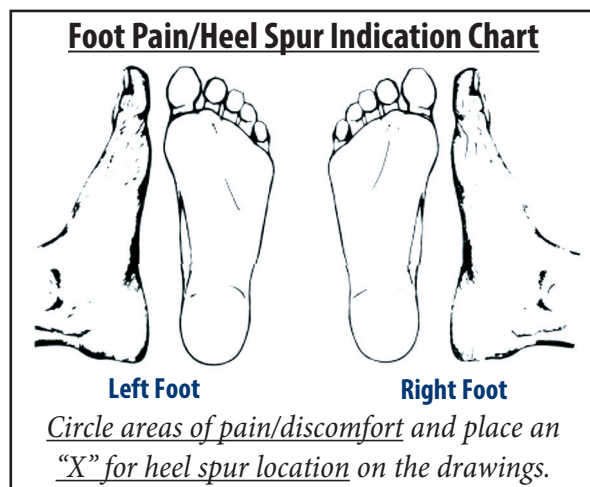 Foot Pain/Heel Spur Indication Chart
Left Foot
Right Foot
Circle areas of pain/discomfort and place an
“X” for heel spur location on the drawings.